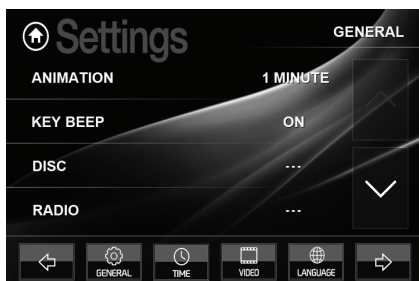 Settings
GENERAL
ANIMATION 1 MINUTE
KEY BEEP ON
DISC ---
RADIO ---
GENERAL TIME VIDEO LANGUAGE